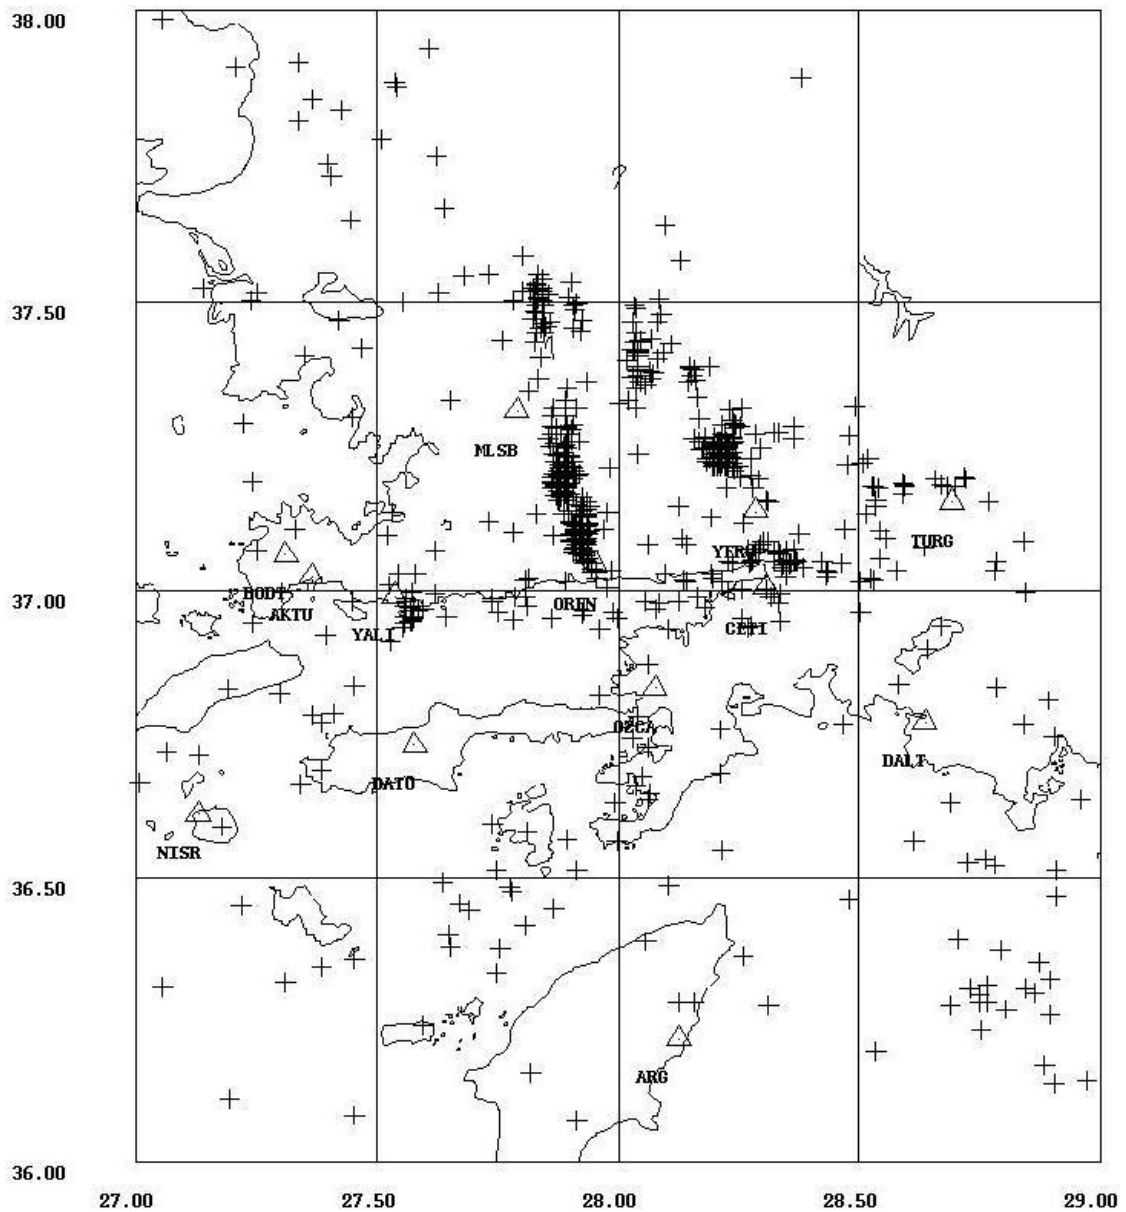 38.00
37.50
MLSB
TURG
YERK
BODT
37.00
AKTU
OREN
YALI
CETI
OZCA
DALY
DATO
NISR
36.50
ARG
36.00
27.00 27.50 28.00 28.50 29.00